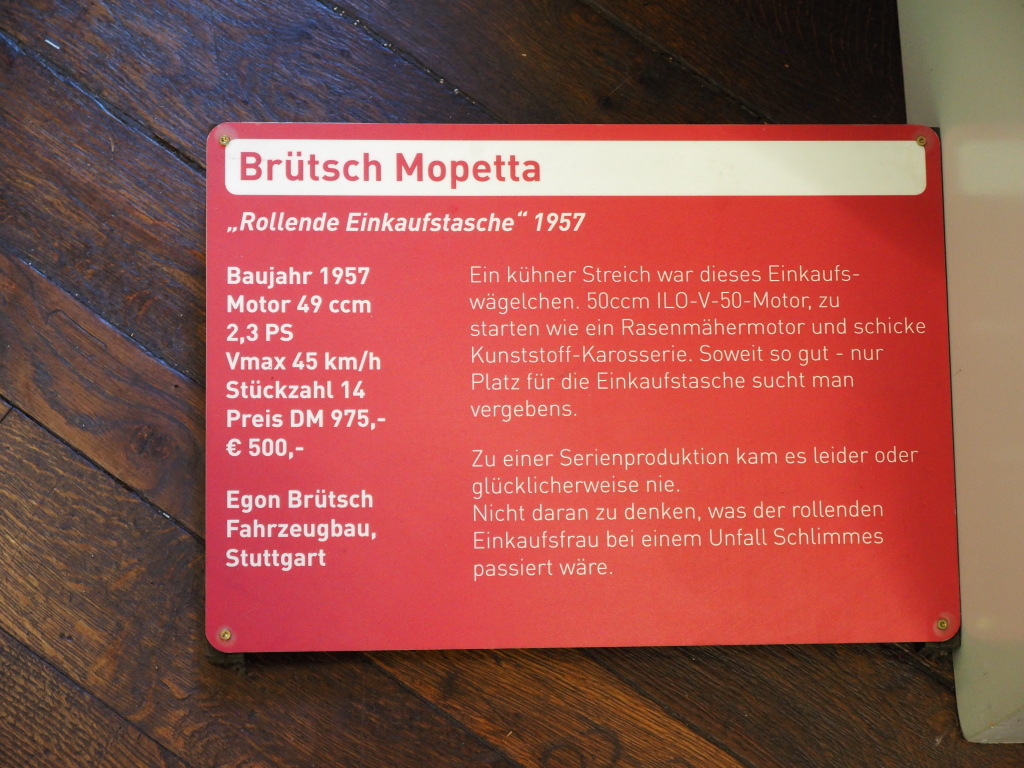 Brütsch Mopetta
„Rollende Einkaufstasche“ 1957
Baujahr 1957
Motor 49 ccm
2,3 PS
Vmax 45 km/h
Stückzahl 14
Preis DM 975,-
€ 500,-
Egon Brütsch
Fahrzeugbau,
Stuttgart
Ein kühner Streich war dieses Einkaufs-
wägelchen. 50ccm ILO-V-50-Motor, zu
starten wie ein Rasenmähermotor und schicke
Kunststoff-Karosserie. Soweit so gut - nur
Platz für die Einkaufstasche sucht man
vergebens.
Zu einer Serienproduktion kam es leider oder
glücklicherweise nie.
Nicht daran zu denken, was der rollenden
Einkaufsfrau bei einem Unfall Schlimmes
passiert wäre.